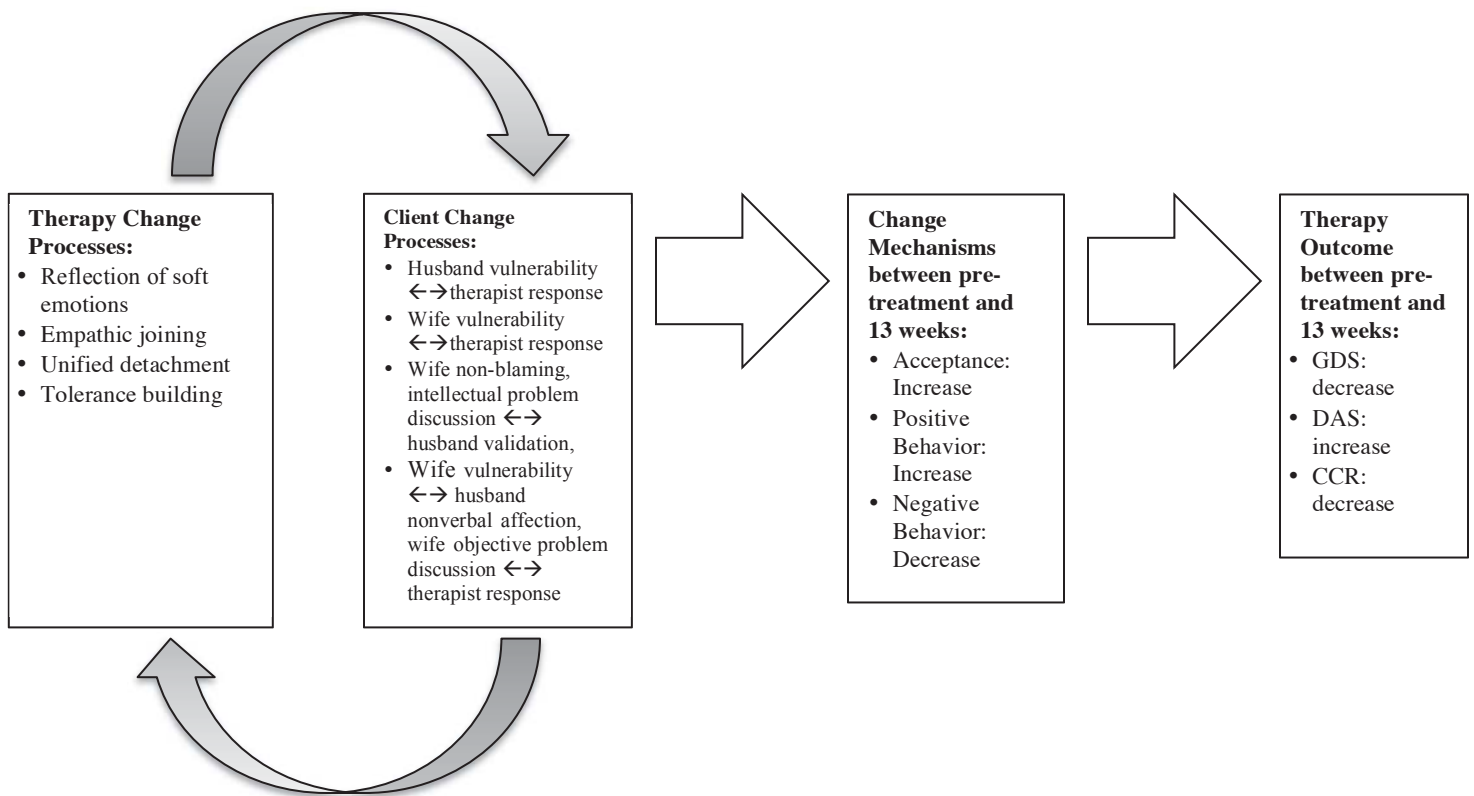 Therapy Change
Processes:
• Reflection of soft
emotions
• Empathic joining
• Unified detachment
• Tolerance building
Client Change
Processes:
• Husband vulnerability
←→therapist response
• Wife vulnerability
←→therapist response
• Wife non-blaming,
intellectual problem
discussion ←→
husband validation,
• Wife vulnerability
←→ husband
nonverbal affection,
wife objective problem
discussion ←→
therapist response
Change
Mechanisms
between pre-
treatment and
13 weeks:
• Acceptance:
Increase
• Positive
Behavior:
Increase
• Negative
Behavior:
Decrease
Therapy
Outcome
between pre-
treatment and
13 weeks:
• GDS:
decrease
• DAS:
increase
• CCR:
decrease